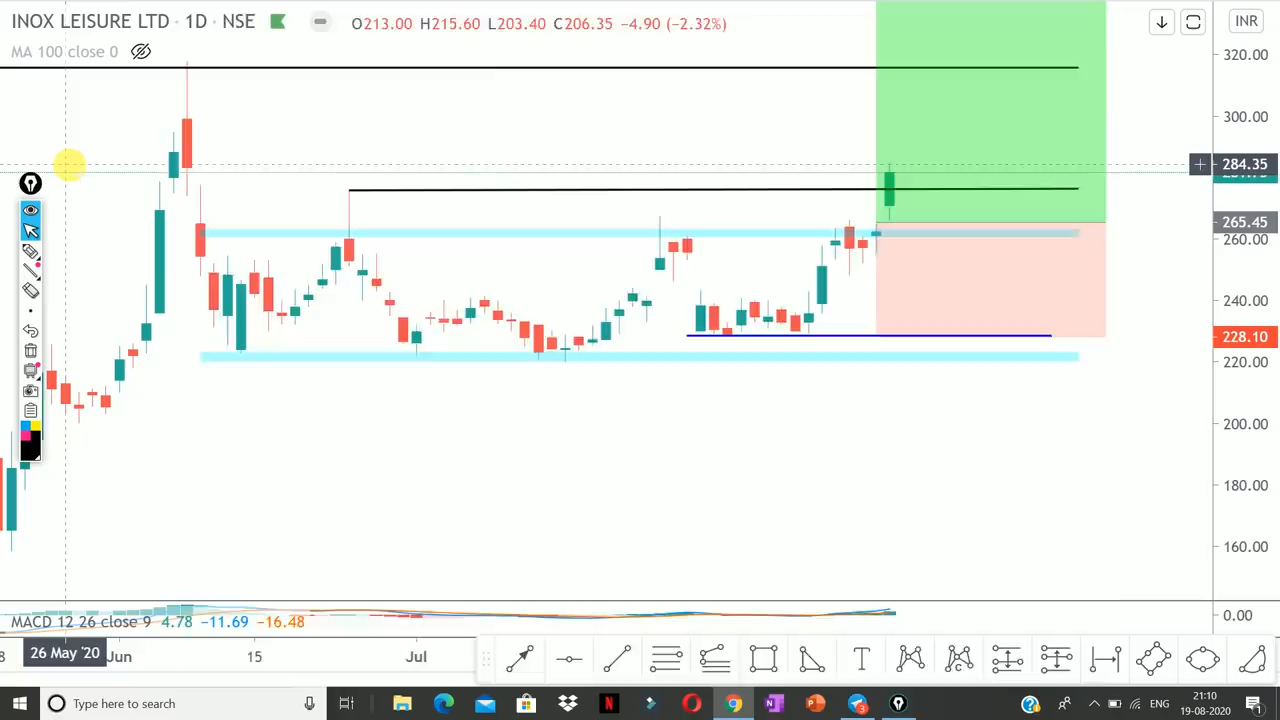 INOX LEISURE LTD · 1D · NSE O213.00 H215.60 L203.40 C206.35 −4.90 (−2.32%) INR
MA 100 close 0
320.00
300.00
284.35
265.45
260.00
240.00
228.10
220.00
200.00
180.00
160.00
MACD 12 26 close 9 4.78 −11.69 −16.48 0.00
8 26 May '20 Jun 15 Jul
Type here to search ENG 21:10
19-08-2020